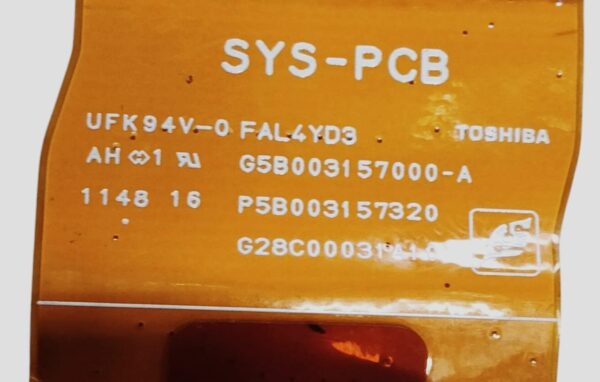 SYS-PCB
UFK94V-0 FAL4YD3 TOSHIBA
AH⇔1 G5B003157000-A
1148 16 P5B003157320